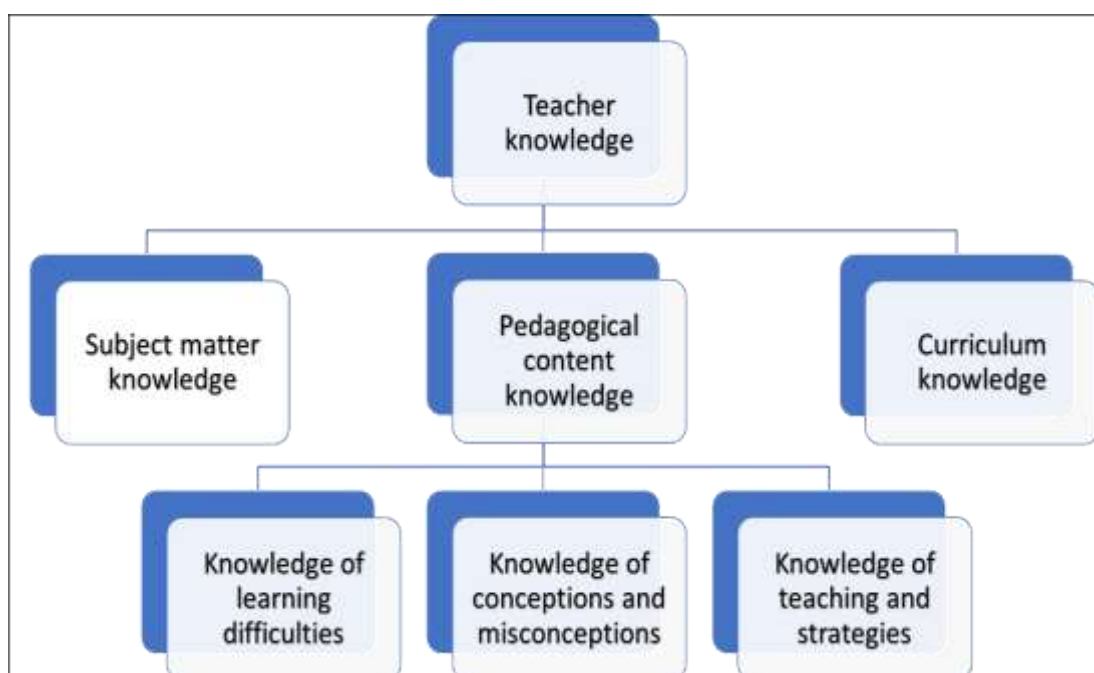 Teacher
knowledge
Subject matter
knowledge
Pedagogical
content
knowledge
Curriculum
knowledge
Knowledge of
learning
difficulties
Knowledge of
conceptions and
misconceptions
Knowledge of
teaching and
strategies